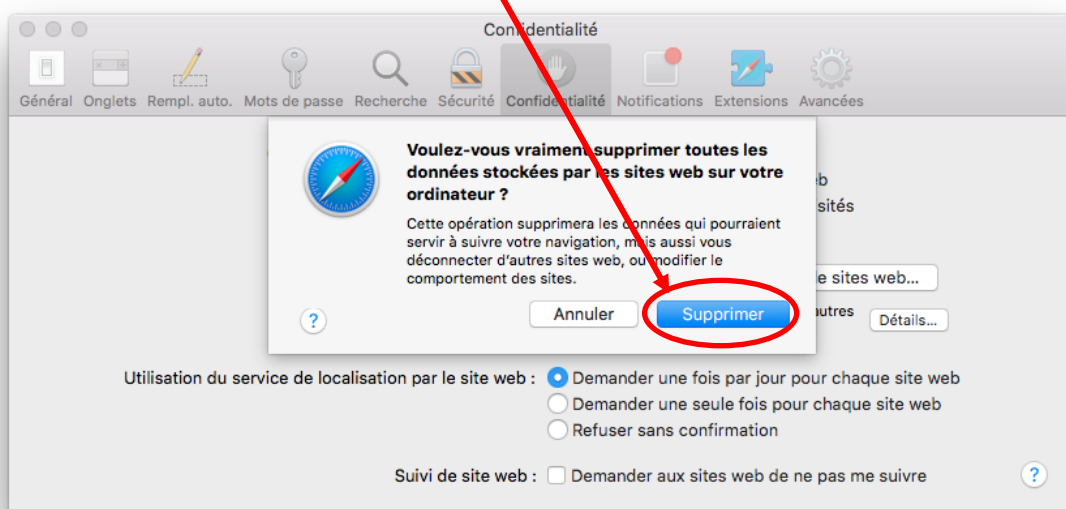 Confidentialité
Général Onglets Rempl. auto. Mots de passe Recherche Sécurité Confidentialité Notifications Extensions Avancées
Voulez-vous vraiment supprimer toutes les
données stockées par les sites web sur votre
ordinateur ?
Cette opération supprimera les données qui pourraient
servir à suivre votre navigation, mais aussi vous
déconnecter d'autres sites web, ou modifier le
comportement des sites.
sités
sites web...
? Annuler Supprimer
utres Détails...
Utilisation du service de localisation par le site web : Demander une fois par jour pour chaque site web
Demander une seule fois pour chaque site web
Refuser sans confirmation
Suivi de site web : Demander aux sites web de ne pas me suivre ?